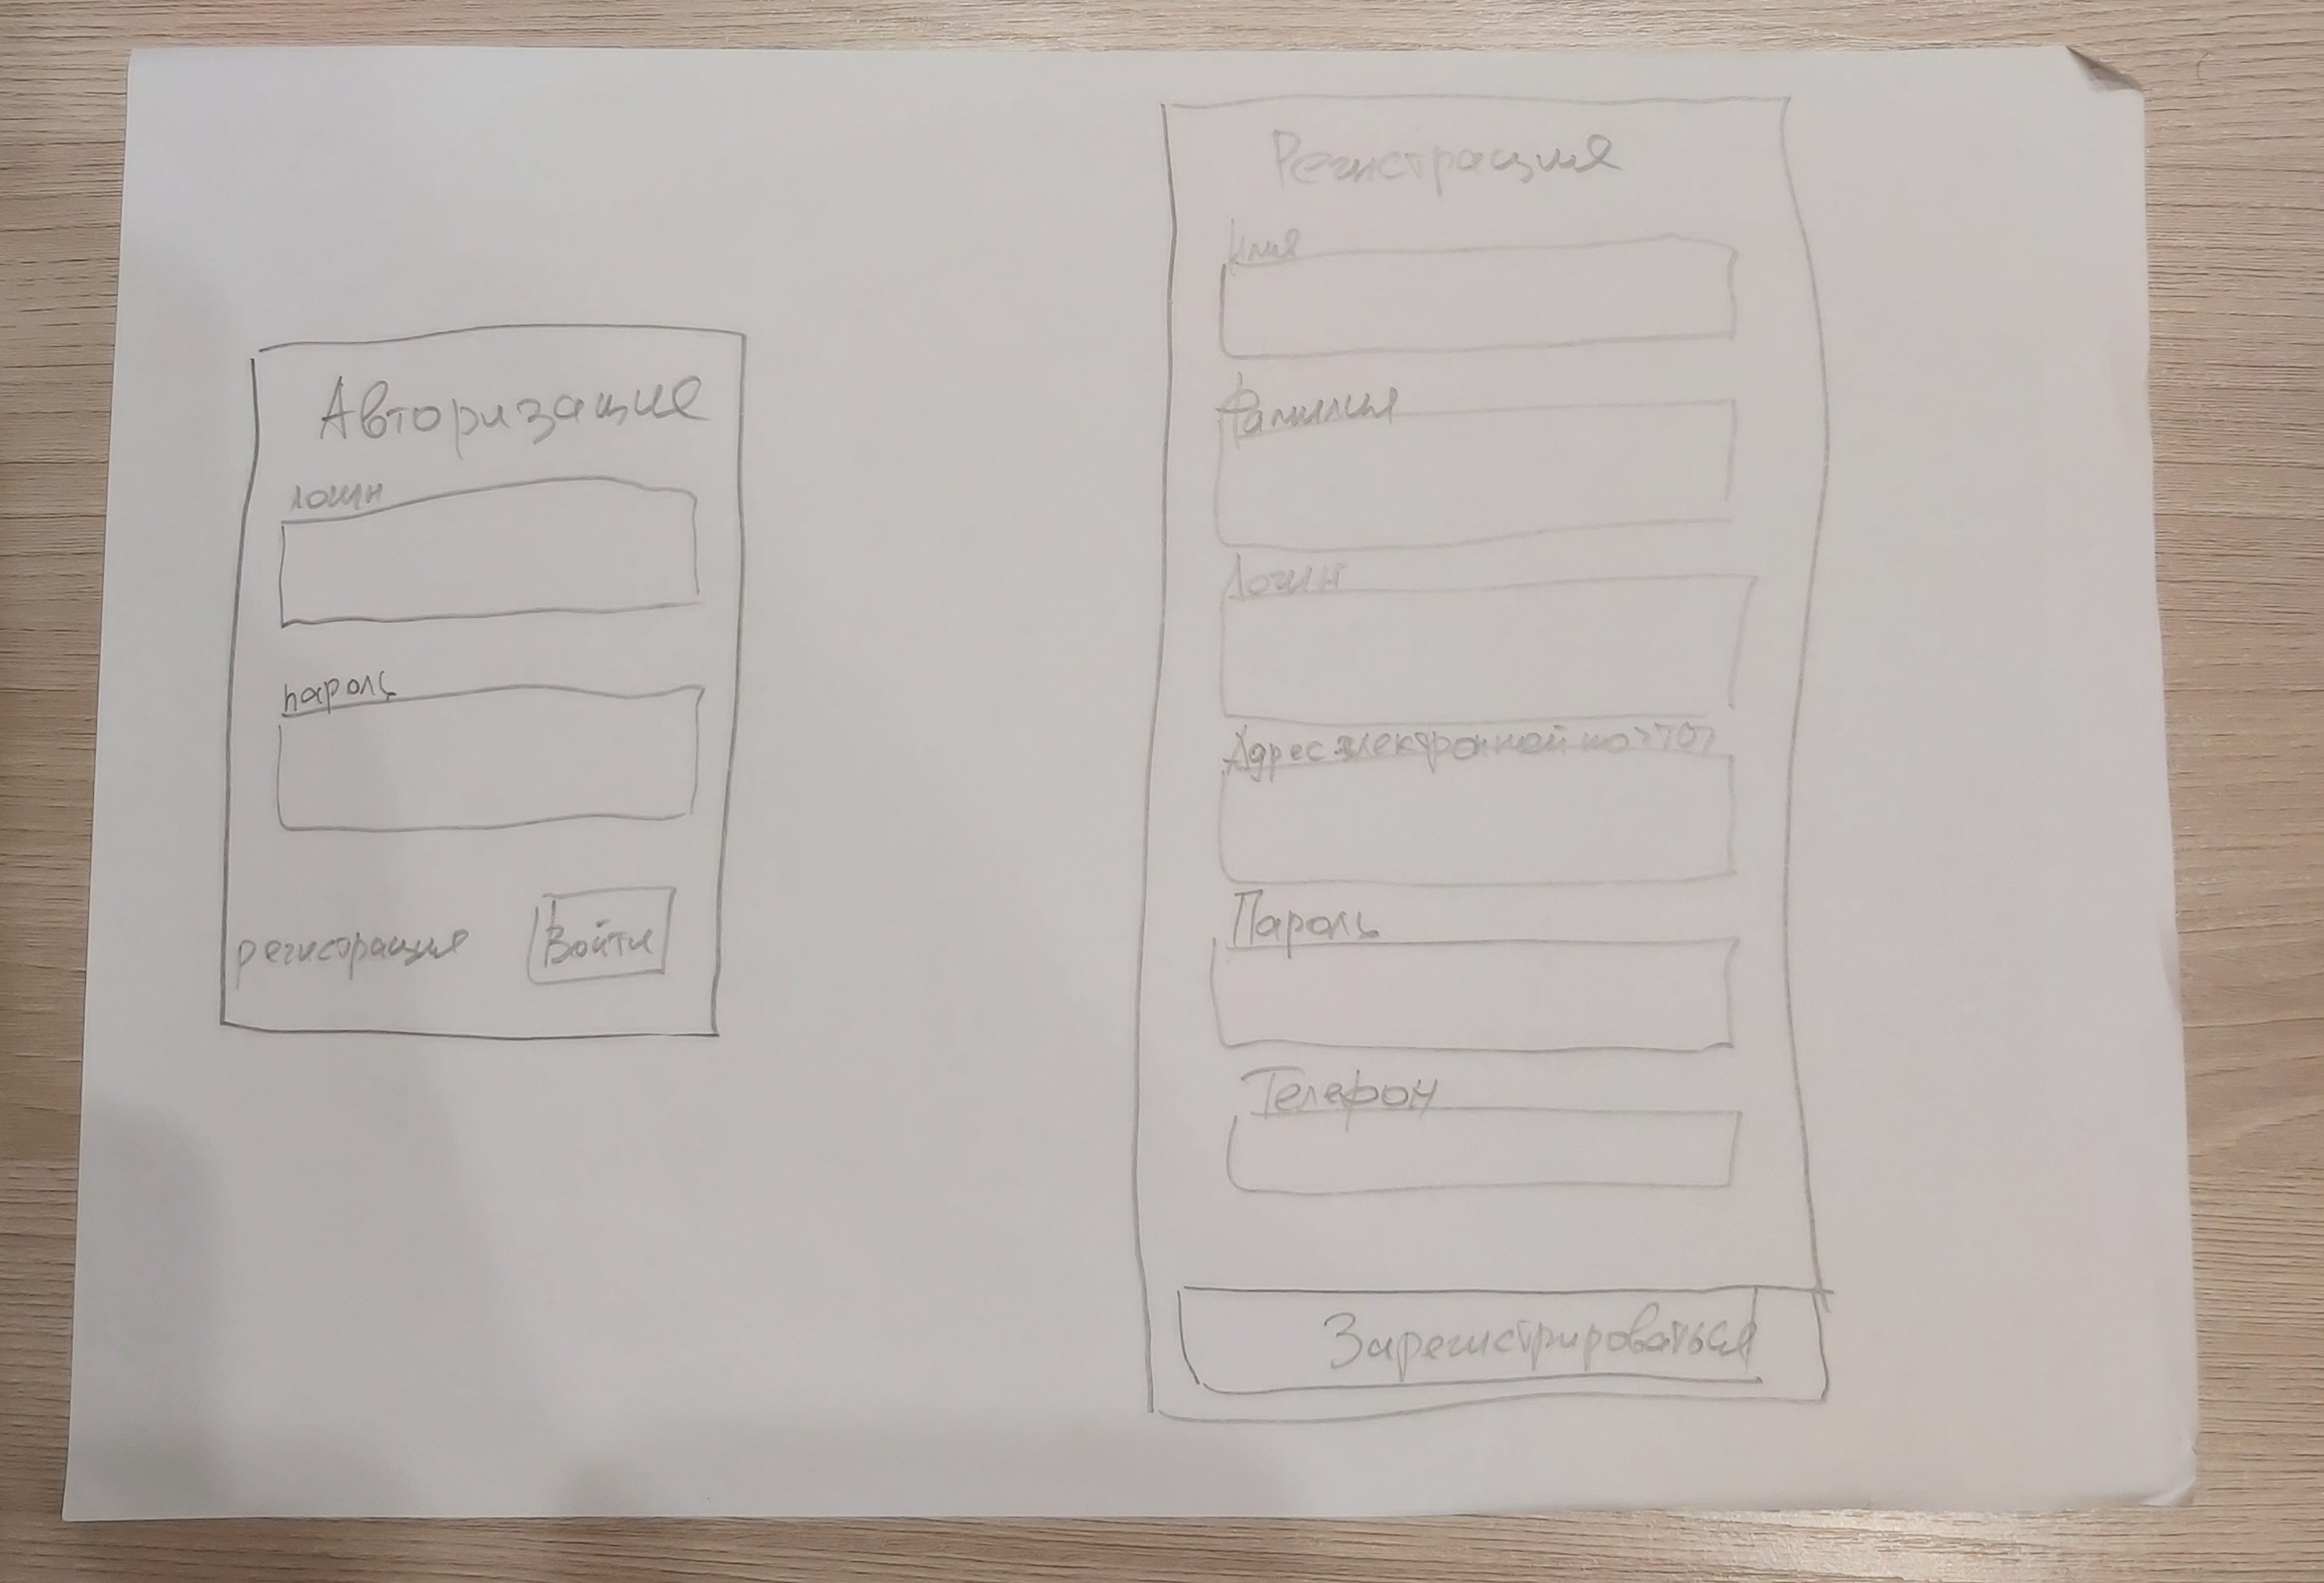 Авторизация
логин
пароль
регистрация
Войти
Регистрация
Имя
Фамилия
Логин
Адрес электронной почты
Пароль
Телефон
Зарегистрироваться